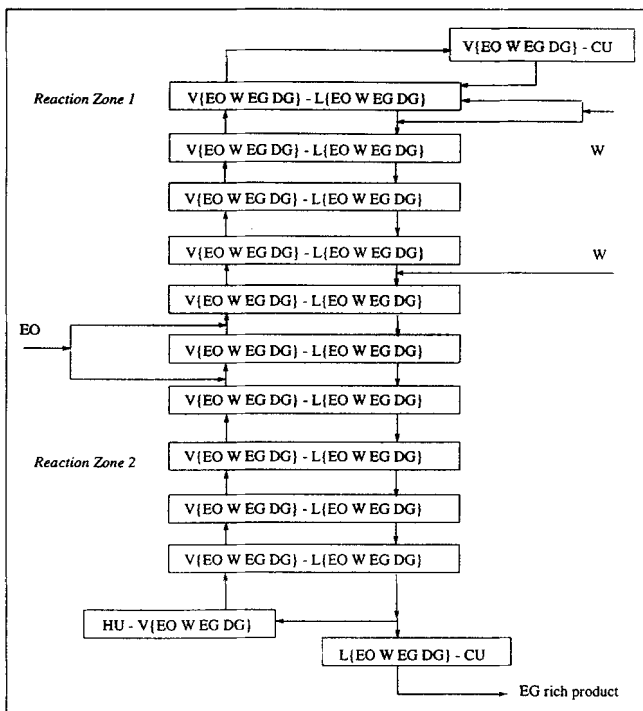 V{EO W EG DG} - CU
Reaction Zone 1
V{EO W EG DG} - L{EO W EG DG}
V{EO W EG DG} - L{EO W EG DG}
W
V{EO W EG DG} - L{EO W EG DG}
V{EO W EG DG} - L{EO W EG DG}
W
V{EO W EG DG} - L{EO W EG DG}
EO
V{EO W EG DG} - L{EO W EG DG}
V{EO W EG DG} - L{EO W EG DG}
Reaction Zone 2
V{EO W EG DG} - L{EO W EG DG}
V{EO W EG DG} - L{EO W EG DG}
V{EO W EG DG} - L{EO W EG DG}
HU - V{EO W EG DG}
L{EO W EG DG} - CU
EG rich product